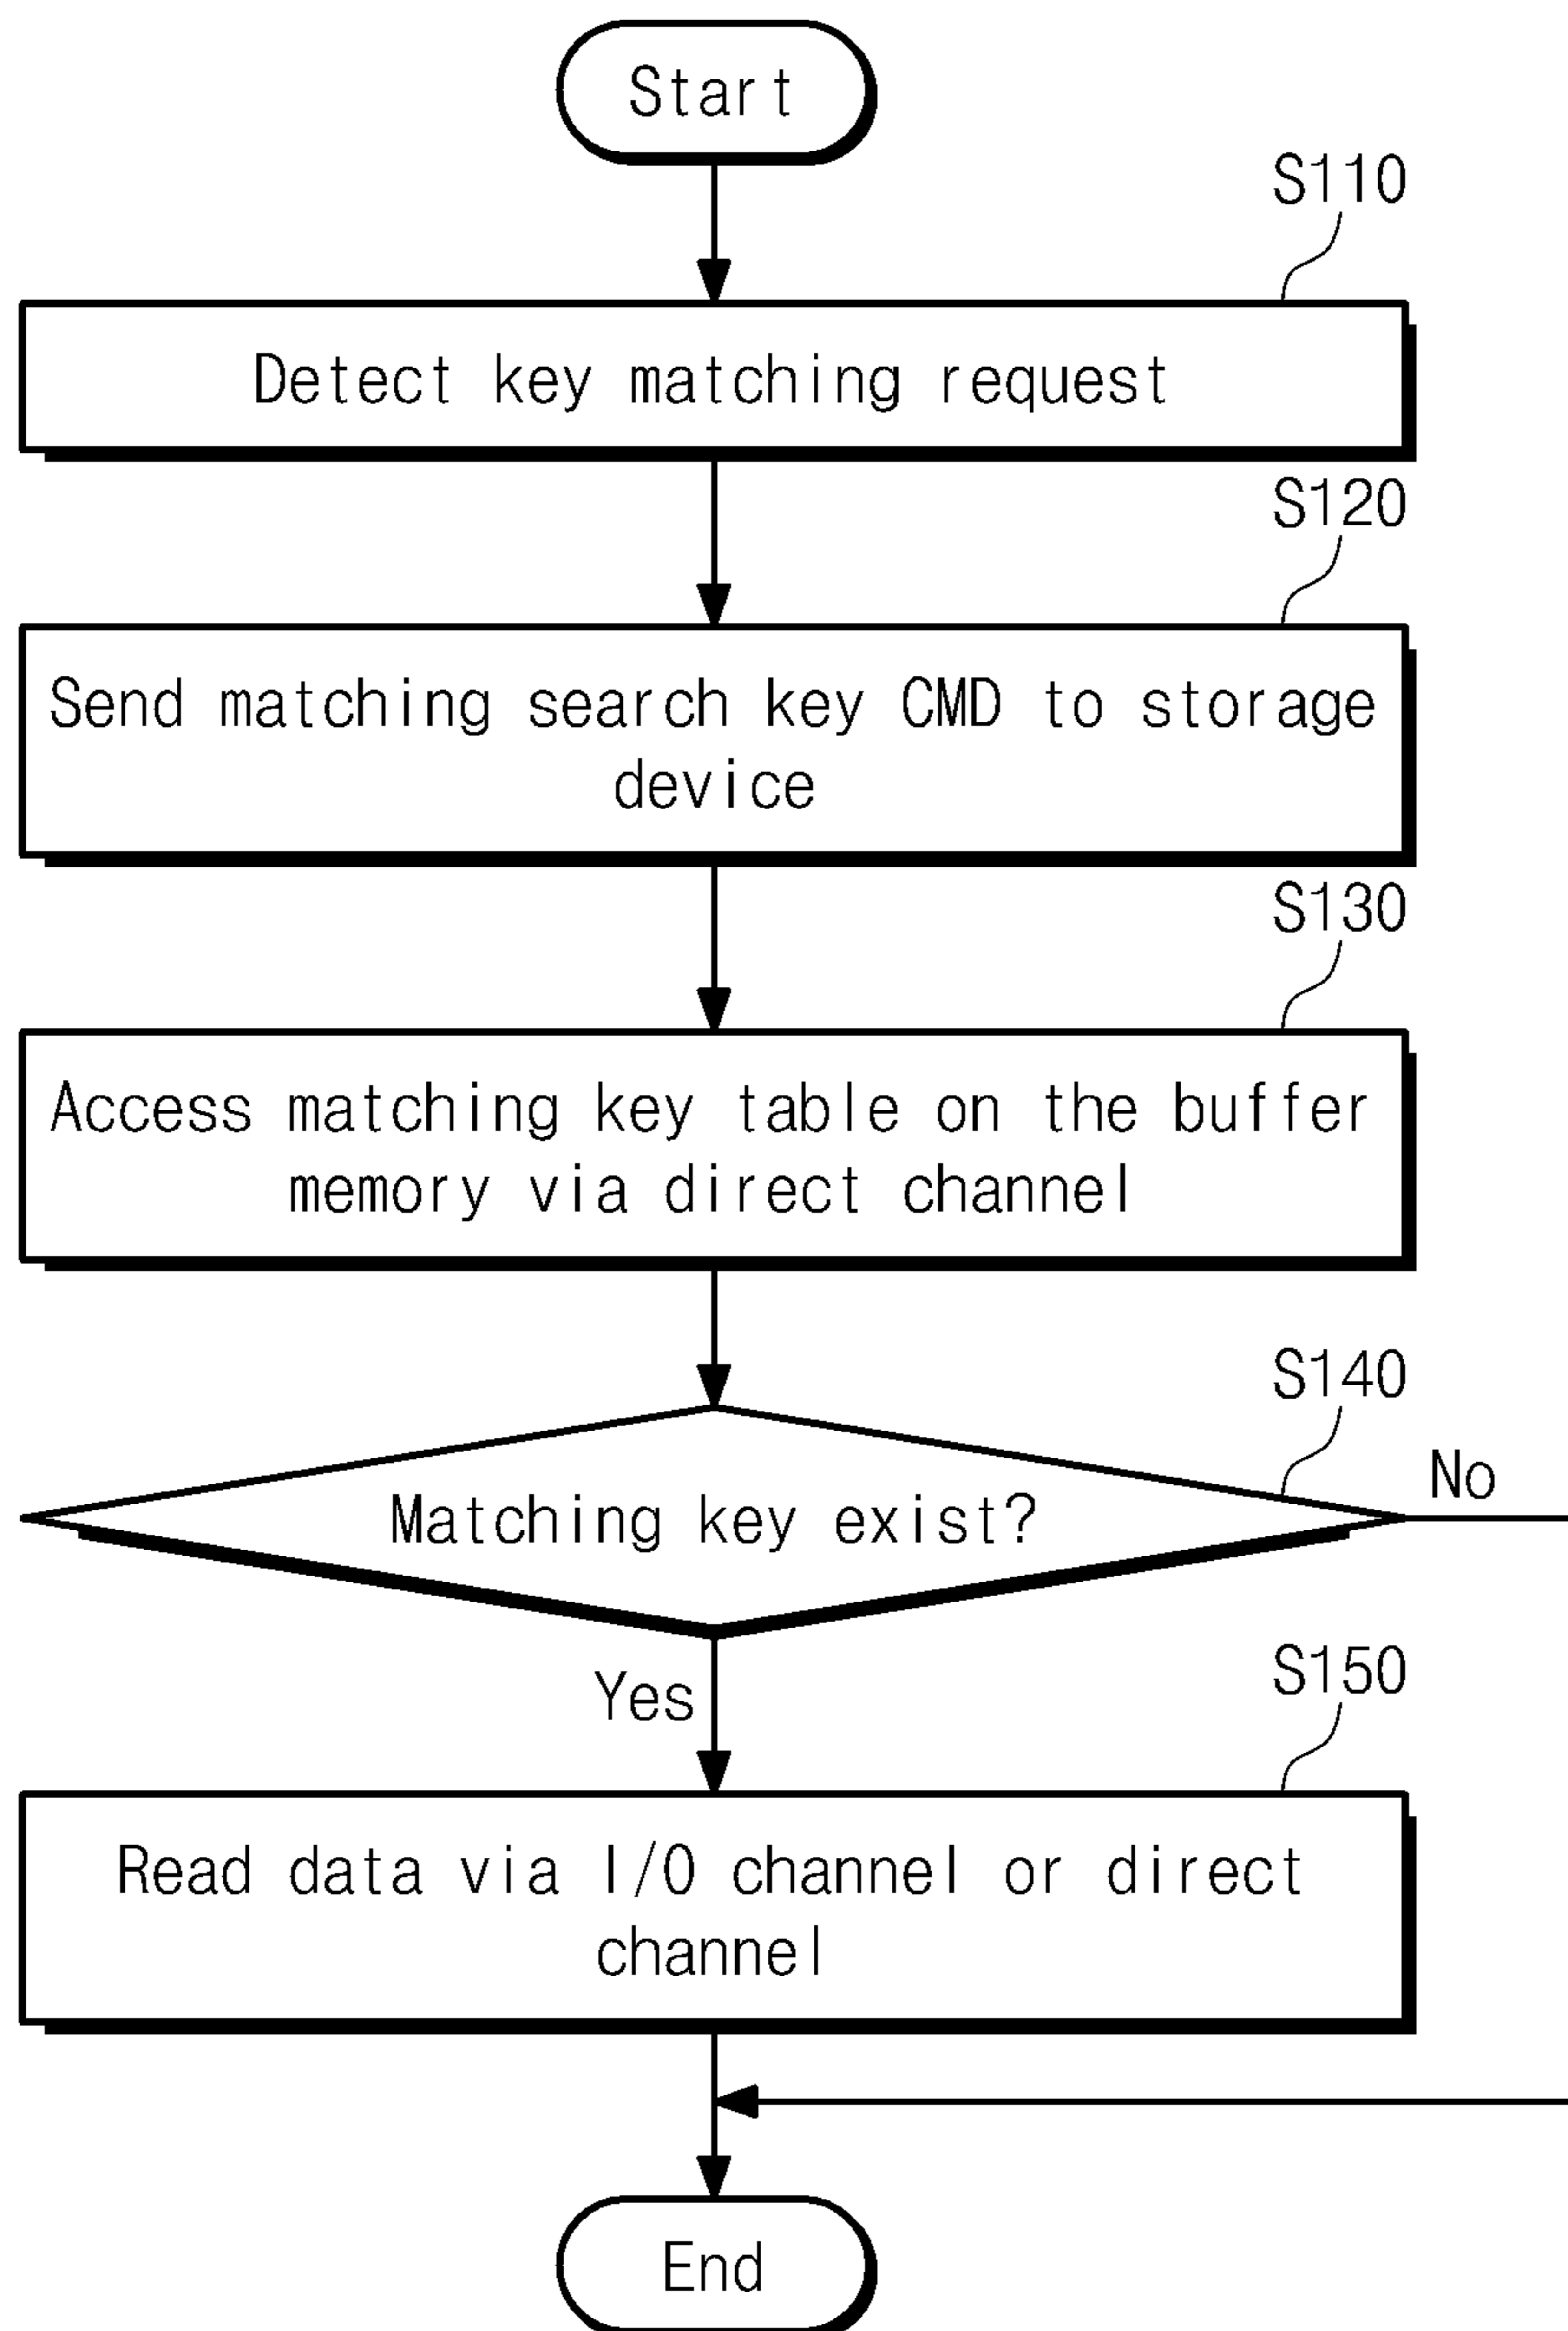 Start
S110
Detect key matching request
S120
Send matching search key CMD to storage
device
S130
Access matching key table on the buffer
memory via direct channel
S140
Matching key exist?
No
Yes
S150
Read data via I/O channel or direct
channel
End